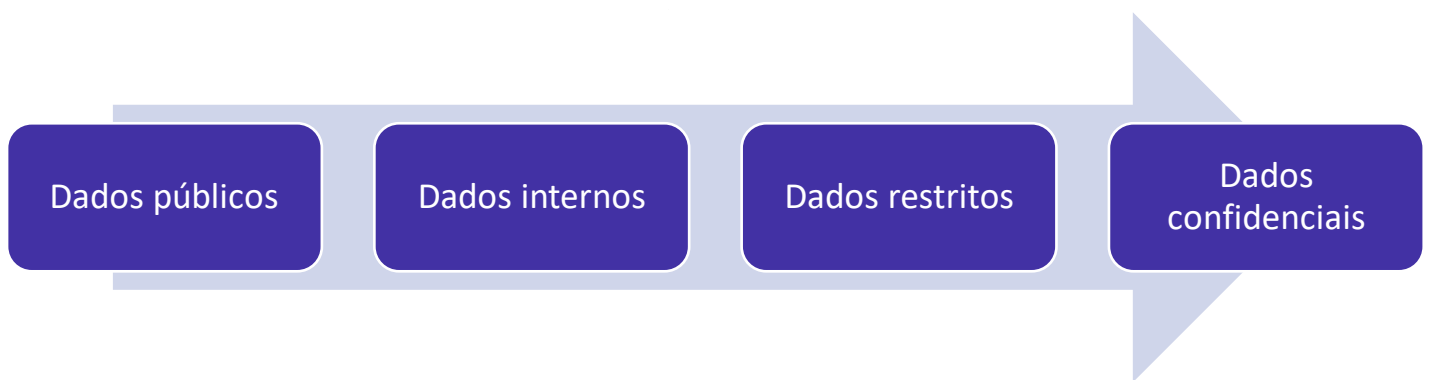 Dados públicos
Dados internos
Dados restritos
Dados
confidenciais